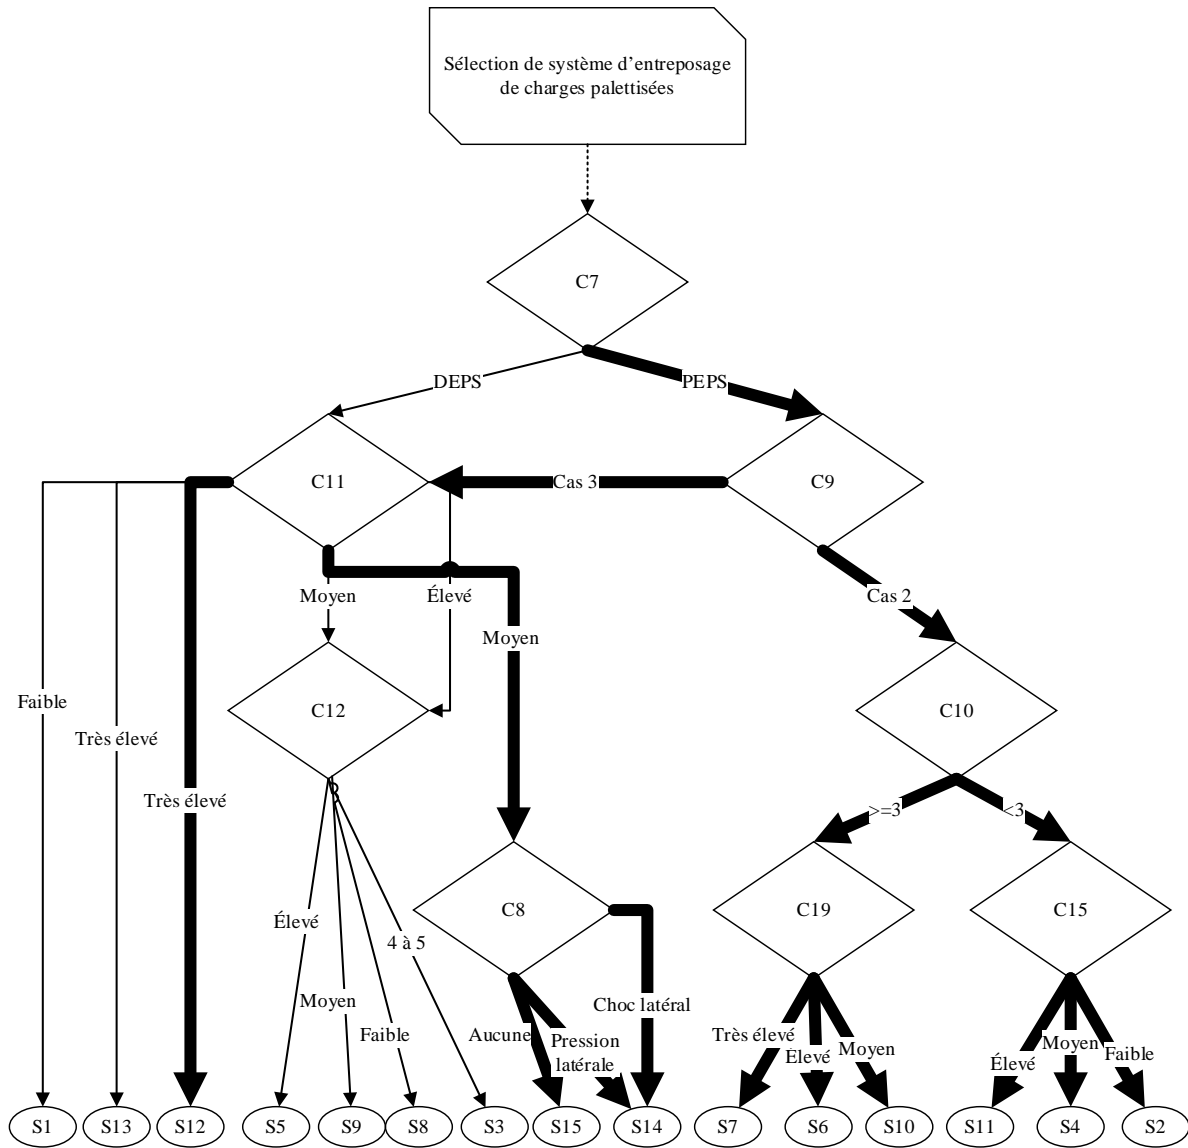 Sélection de système d’entreposage
de charges palettisées
C7
DEPS
PEPS
C11
Cas 3
C9
Moyen
Élevé
Cas 2
Moyen
Faible
C12
C10
Très élevé
Très élevé
>=3
<3
C8
C19
C15
Élevé
4 à 5
Moyen
Choc latéral
Faible
Aucune
Pression
latérale
Très élevé
Élevé
Moyen
Élevé
Moyen
Faible
S1
S13
S12
S5
S9
S8
S3
S15
S14
S7
S6
S10
S11
S4
S2